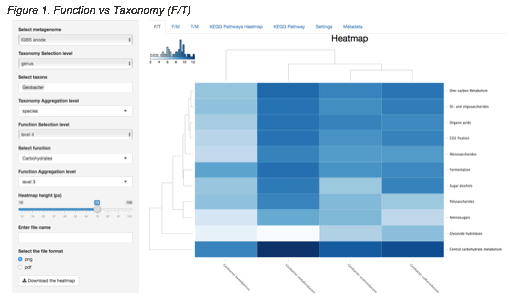 Figure 1. Function vs Taxonomy (F/T)
Select metagenome
IGBS anode
Taxonomy Selection level
genus
Select taxons
Geobacter
Taxonomy Aggregation level
species
Function Selection level
level 2
Select function
Carbohydrates
Function Aggregation level
level 3
Heatmap height (px)
Enter file name
Select the file format
png
pdf
Download the heatmap
F/T F/M T/M KEGG Pathways Heatmap KEGG Pathway Settings Metadata
Heatmap
One-carbon Metabolism
Di- and oligosaccharides
Organic acids
CO2 fixation
Monosaccharides
Fermentation
Sugar alcohols
Polysaccharides
Aminosugars
Glycoside hydrolases
Central carbohydrate metabolism